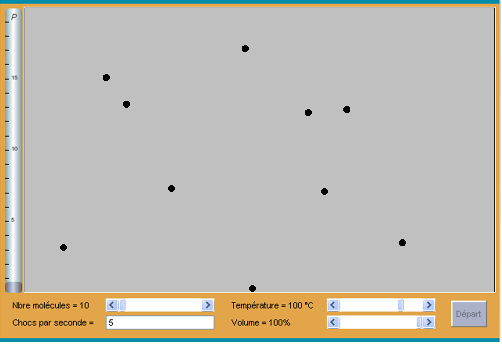 P
15
10
5
Nbre molécules = 10
Température = 100 °C
Chocs par seconde = 5
Volume = 100%
Départ